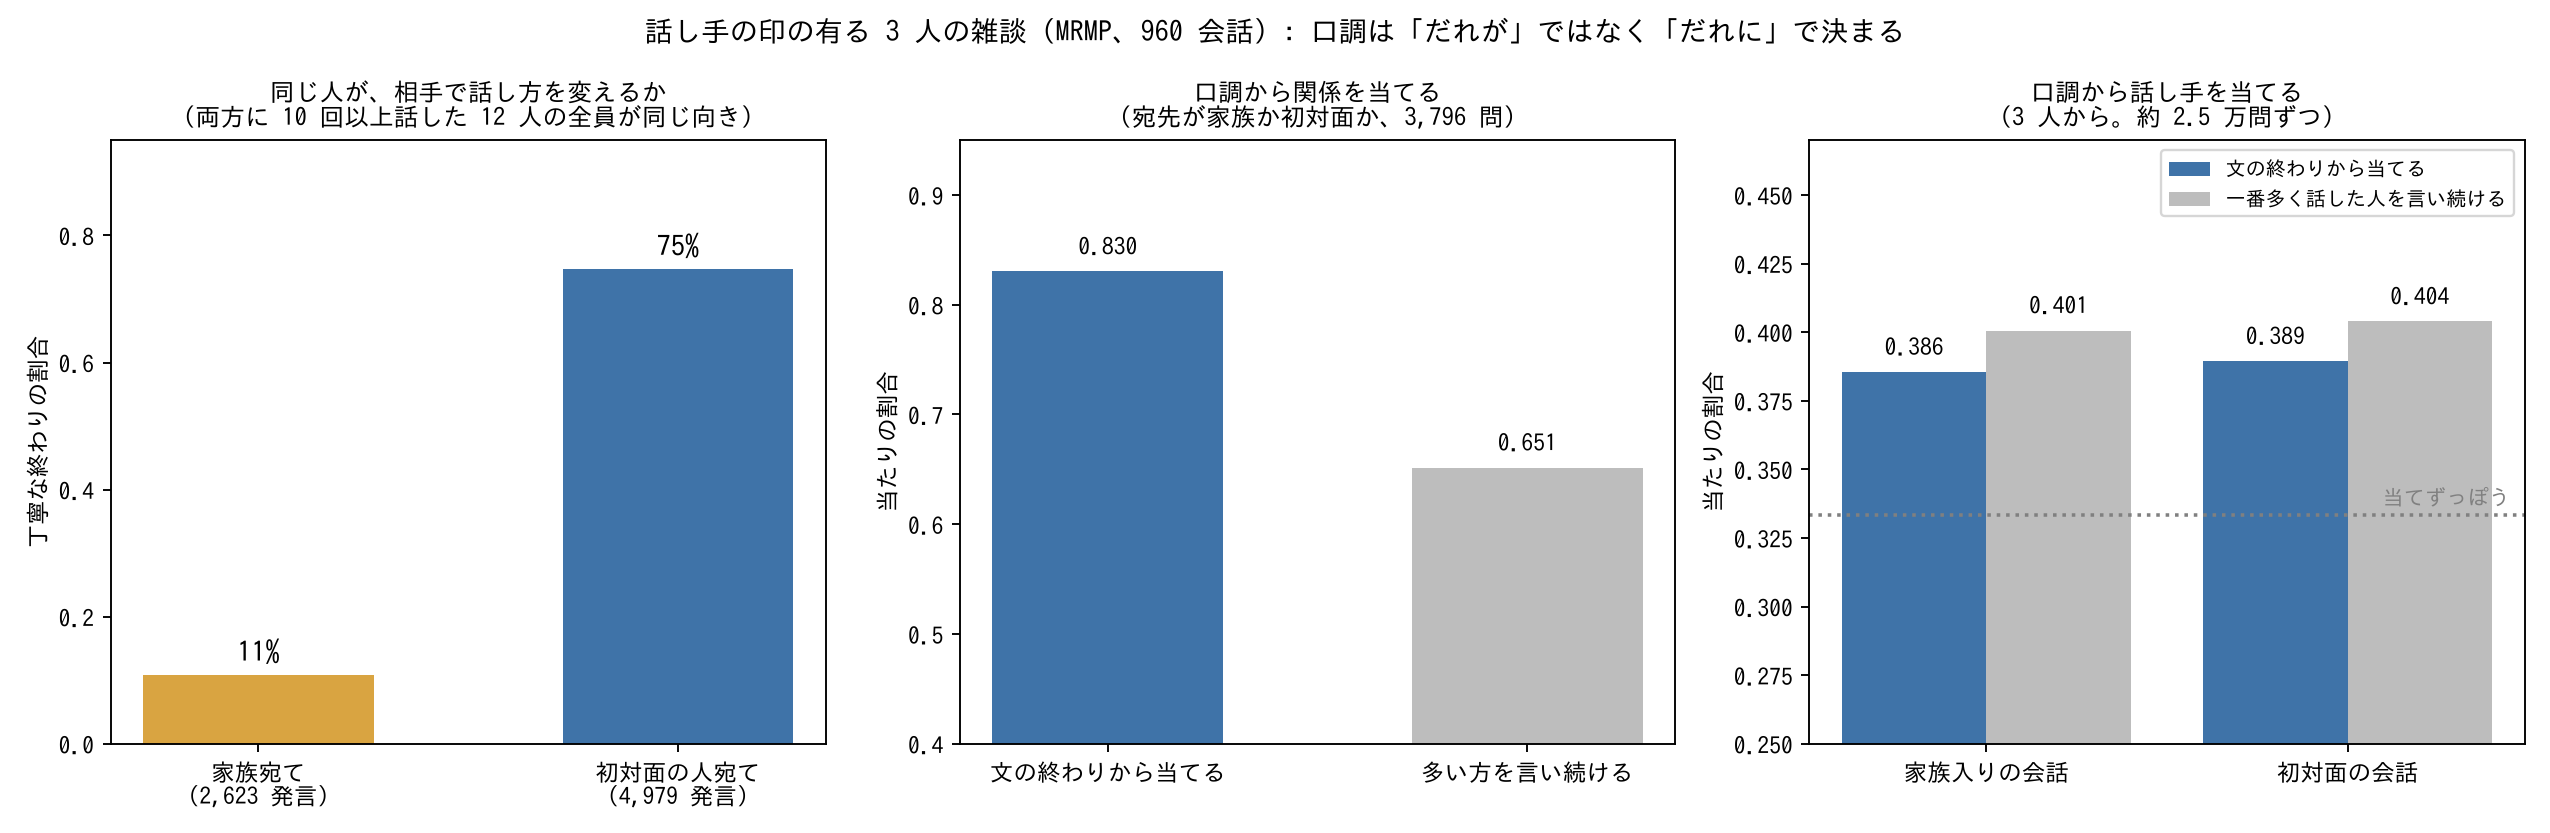 話し手の印の有る 3 人の雑談（MRMP、960 会話）: 口調は「だれが」ではなく「だれに」で決まる
同じ人が、相手で話し方を変えるか
（両方に 10 回以上話した 12 人の全員が同じ向き）
丁寧な終わりの割合
0.8
0.6
0.4
0.2
0.0
11%
75%
家族宛て
（2,623 発言）
初対面の人宛て
（4,979 発言）
口調から関係を当てる
（宛先が家族か初対面か、3,796 問）
当たりの割合
0.9
0.8
0.7
0.6
0.5
0.4
0.830
0.651
文の終わりから当てる
多い方を言い続ける
口調から話し手を当てる
（3 人から。約 2.5 万問ずつ）
当たりの割合
0.450
0.425
0.400
0.375
0.350
0.325
0.300
0.275
0.250
文の終わりから当てる
一番多く話した人を言い続ける
0.386
0.401
0.389
0.404
当てずっぽう
家族入りの会話
初対面の会話